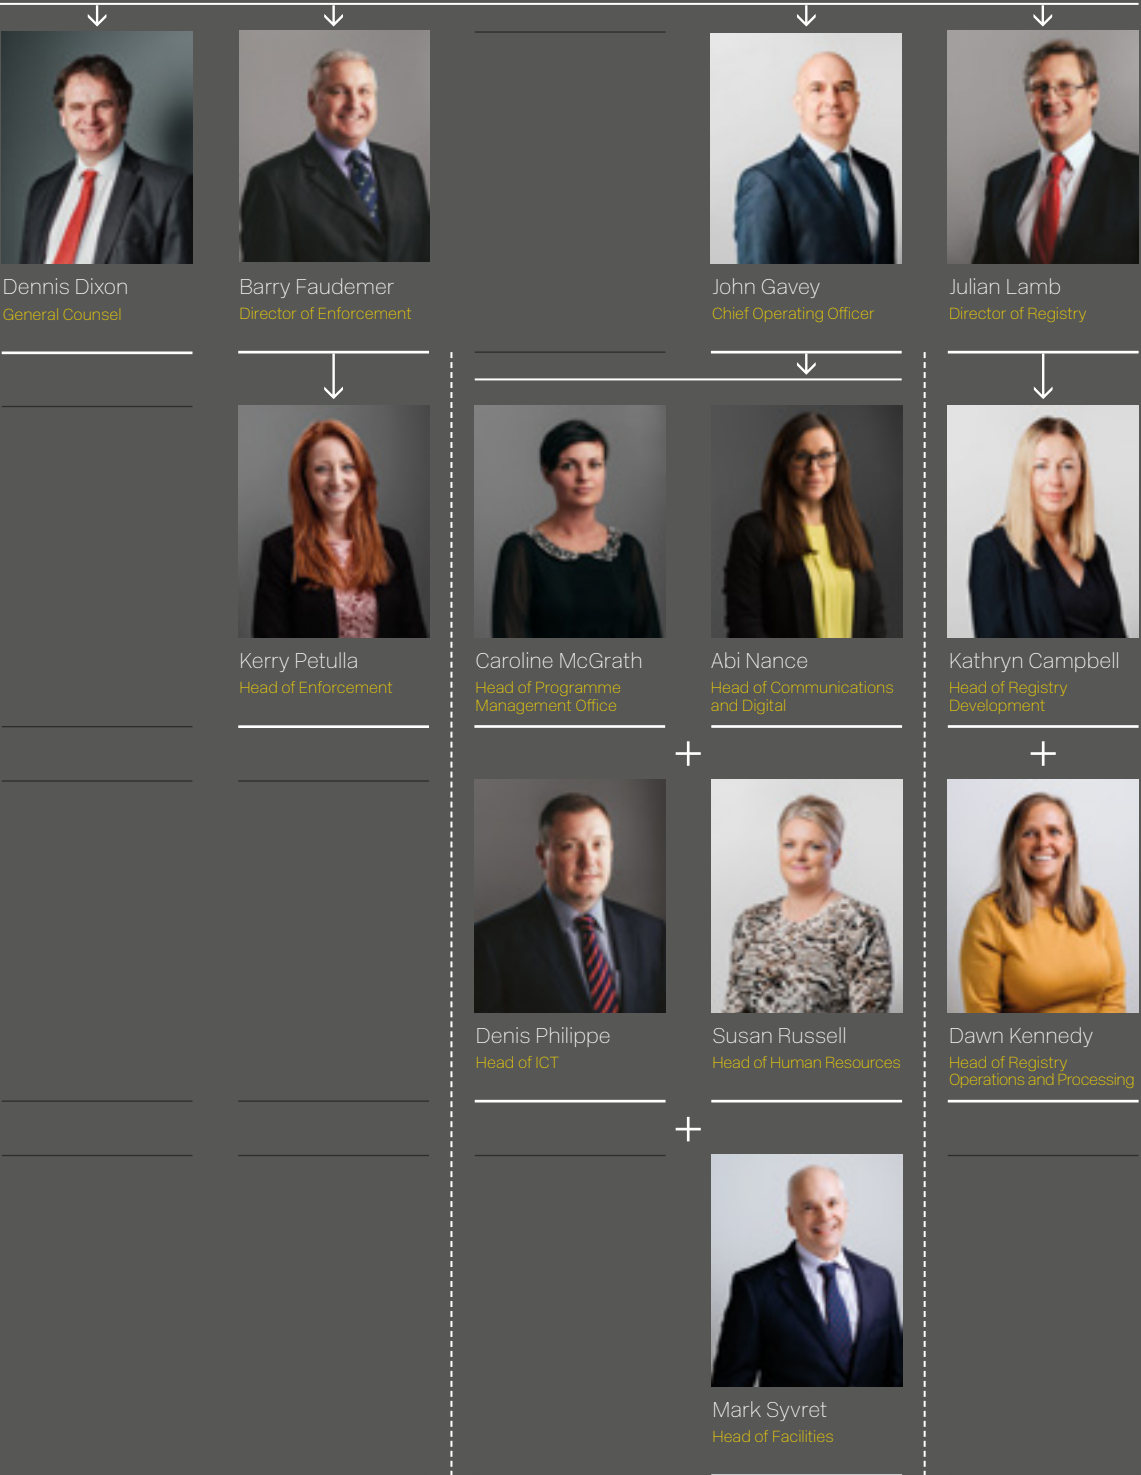 Dennis Dixon
General Counsel
Barry Faudemer
Director of Enforcement
John Gavey
Chief Operating Officer
Julian Lamb
Director of Registry
Kerry Petulla
Head of Enforcement
Caroline McGrath
Head of Programme
Management Office
Abi Nance
Head of Communications
and Digital
Kathryn Campbell
Head of Registry
Development
Denis Philippe
Head of ICT
Susan Russell
Head of Human Resources
Dawn Kennedy
Head of Registry
Operations and Processing
Mark Syvret
Head of Facilities